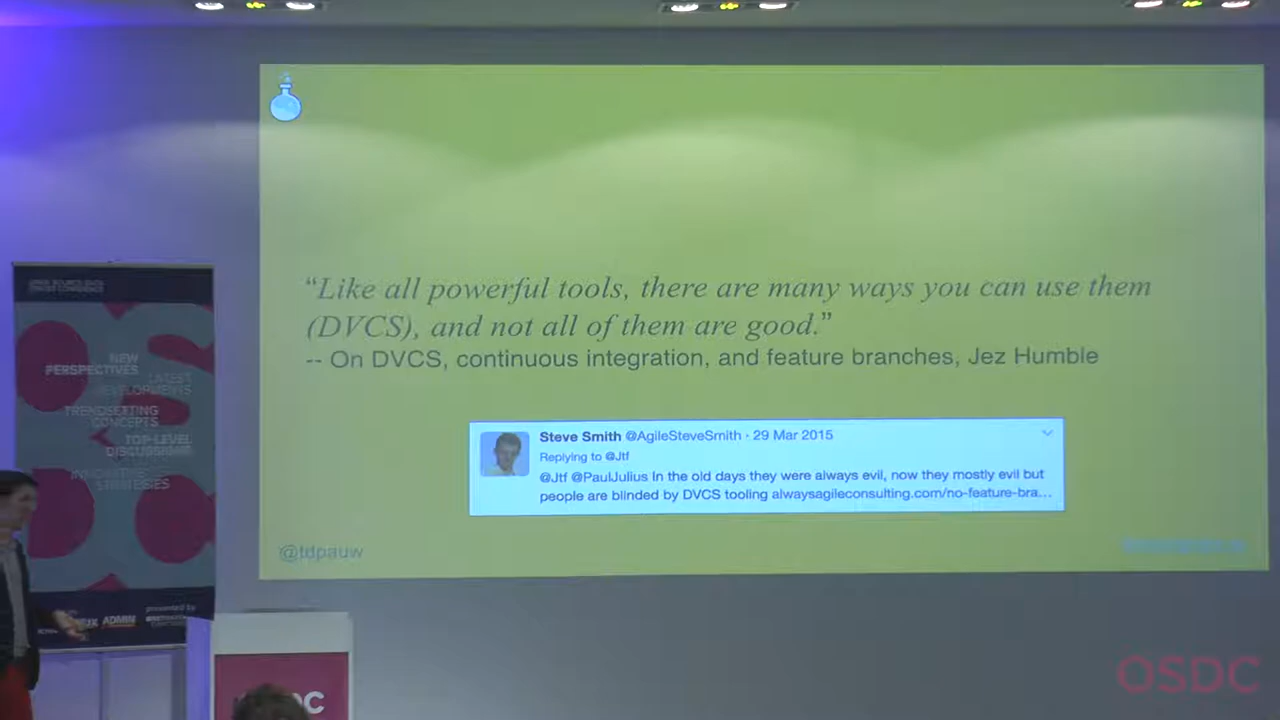 “Like all powerful tools, there are many ways you can use them
(DVCS), and not all of them are good.”
-- On DVCS, continuous integration, and feature branches, Jez Humble
Steve Smith @AgileSteveSmith · 29 Mar 2015
Replying to @Jtf
@Jtf @PaulJulius In the old days they were always evil, now they mostly evil but
people are blinded by DVCS tooling alwaysagileconsulting.com/no-feature-bra...
@tdpauw
NEW
PERSPECTIVES
LATEST
DEVELOPMENTS
TRENDSETTING
CONCEPTS
TOP-LEVEL
DISCUSSIONS
STRATEGIES
presented by
ADMIN
DC
OSDC